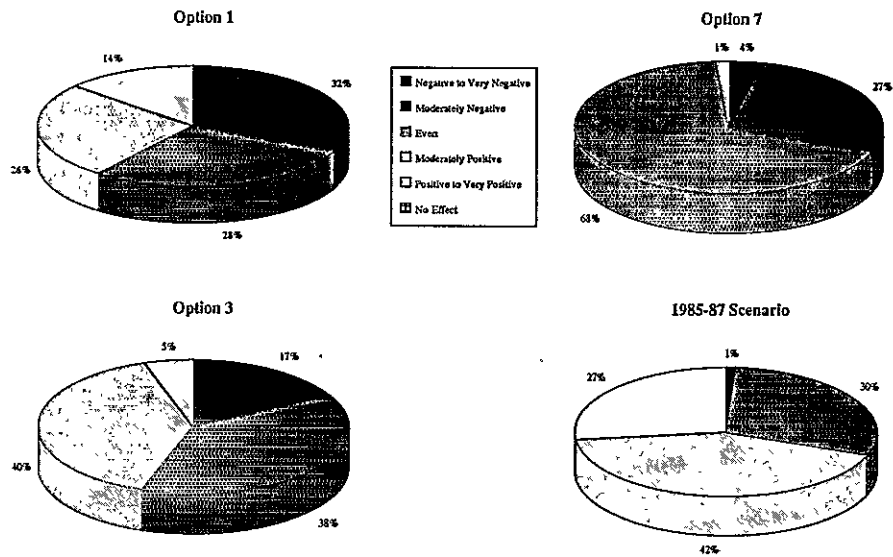 Option 1
14%
32%
26%
28%
Negative to Very Negative
Moderately Negative
Even
Moderately Positive
Positive to Very Positive
No Effect
Option 7
1%
4%
27%
68%
Option 3
5%
17%
40%
38%
1985-87 Scenario
1%
27%
30%
42%